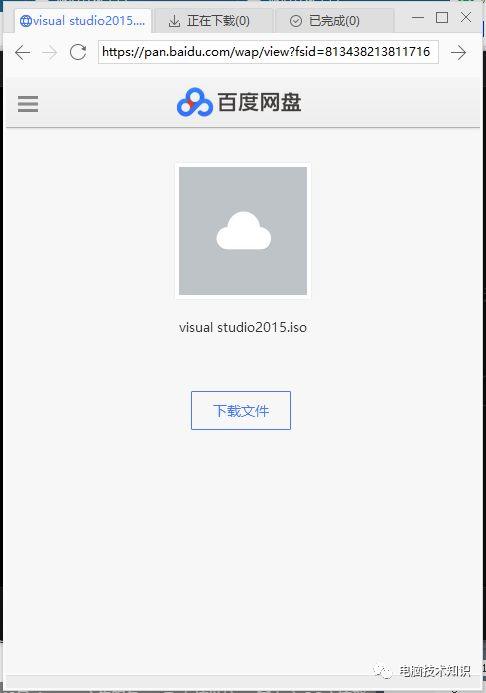 visual studio2015....
正在下载(0)
已完成(0)
https://pan.baidu.com/wap/view?fsid=813438213811716
百度网盘
visual studio2015.iso
下载文件
电脑技术知识